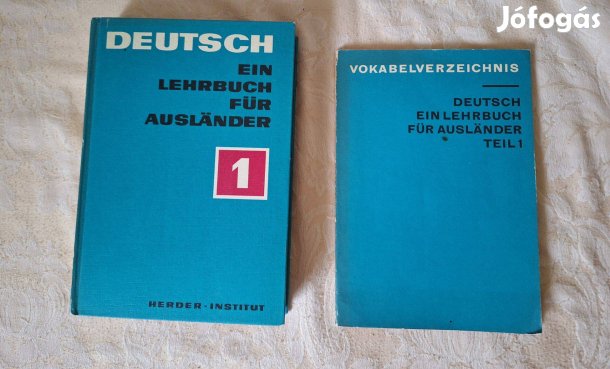 Jófogás
DEUTSCH
EIN
LEHRBUCH
FÜR
AUSLÄNDER
1
HERDER-INSTITUT
VOKABELVERZEICHNIS
DEUTSCH
EIN LEHRBUCH
FÜR AUSLÄNDER
TEIL 1